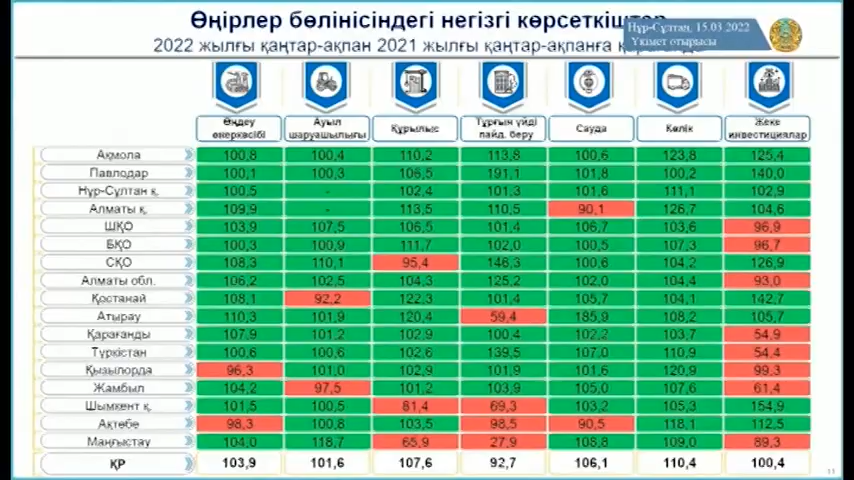 Өңірлер бөлінісіндегі негізгі көрсеткіштер
Нұр-Сұлтан, 15.03.2022
Үкімет отырысы
2022 жылғы қаңтар-ақпан 2021 жылғы қаңтар-ақпанға
Өңдеу өнеркәсібі
Ауыл шаруашылығы
Құрылыс
Тұрғын үйді пайд. беру
Сауда
Көлік
Жеке инвестициялар
Ақмола 100,8 100,4 110,2 113,8 100,6 123,8 125,4
Павлодар 100,1 100,3 106,5 191,1 101,8 100,2 140,0
Нұр-Сұлтан қ. 100,5 - 102,4 101,3 101,6 111,1 102,9
Алматы қ. 109,9 - 113,5 110,5 90,1 126,7 104,6
ШҚО 103,9 107,5 106,5 101,4 106,7 103,6 96,9
БҚО 100,3 100,9 111,7 102,0 100,5 107,3 96,7
СҚО 108,3 110,1 95,4 146,3 100,6 104,2 126,9
Алматы обл. 106,2 102,5 104,3 125,2 102,0 104,4 93,0
Қостанай 108,1 92,2 122,3 101,4 105,7 104,1 142,7
Атырау 110,3 101,9 120,4 59,4 185,9 108,2 105,7
Қарағанды 107,9 101,2 102,9 100,4 102,2 103,7 54,9
Түркістан 100,6 100,6 102,6 139,5 107,0 110,9 54,4
Қызылорда 96,3 101,0 102,9 101,9 101,6 120,9 99,3
Жамбыл 104,2 97,5 101,2 103,9 105,0 107,6 61,4
Шымкент қ. 101,5 100,5 81,4 69,3 103,2 105,3 154,9
Ақтөбе 98,3 100,8 103,5 98,5 90,5 118,1 112,5
Маңғыстау 104,0 118,7 65,9 27,9 108,8 109,0 89,3
ҚР 103,9 101,6 107,6 92,7 106,1 110,4 100,4
11